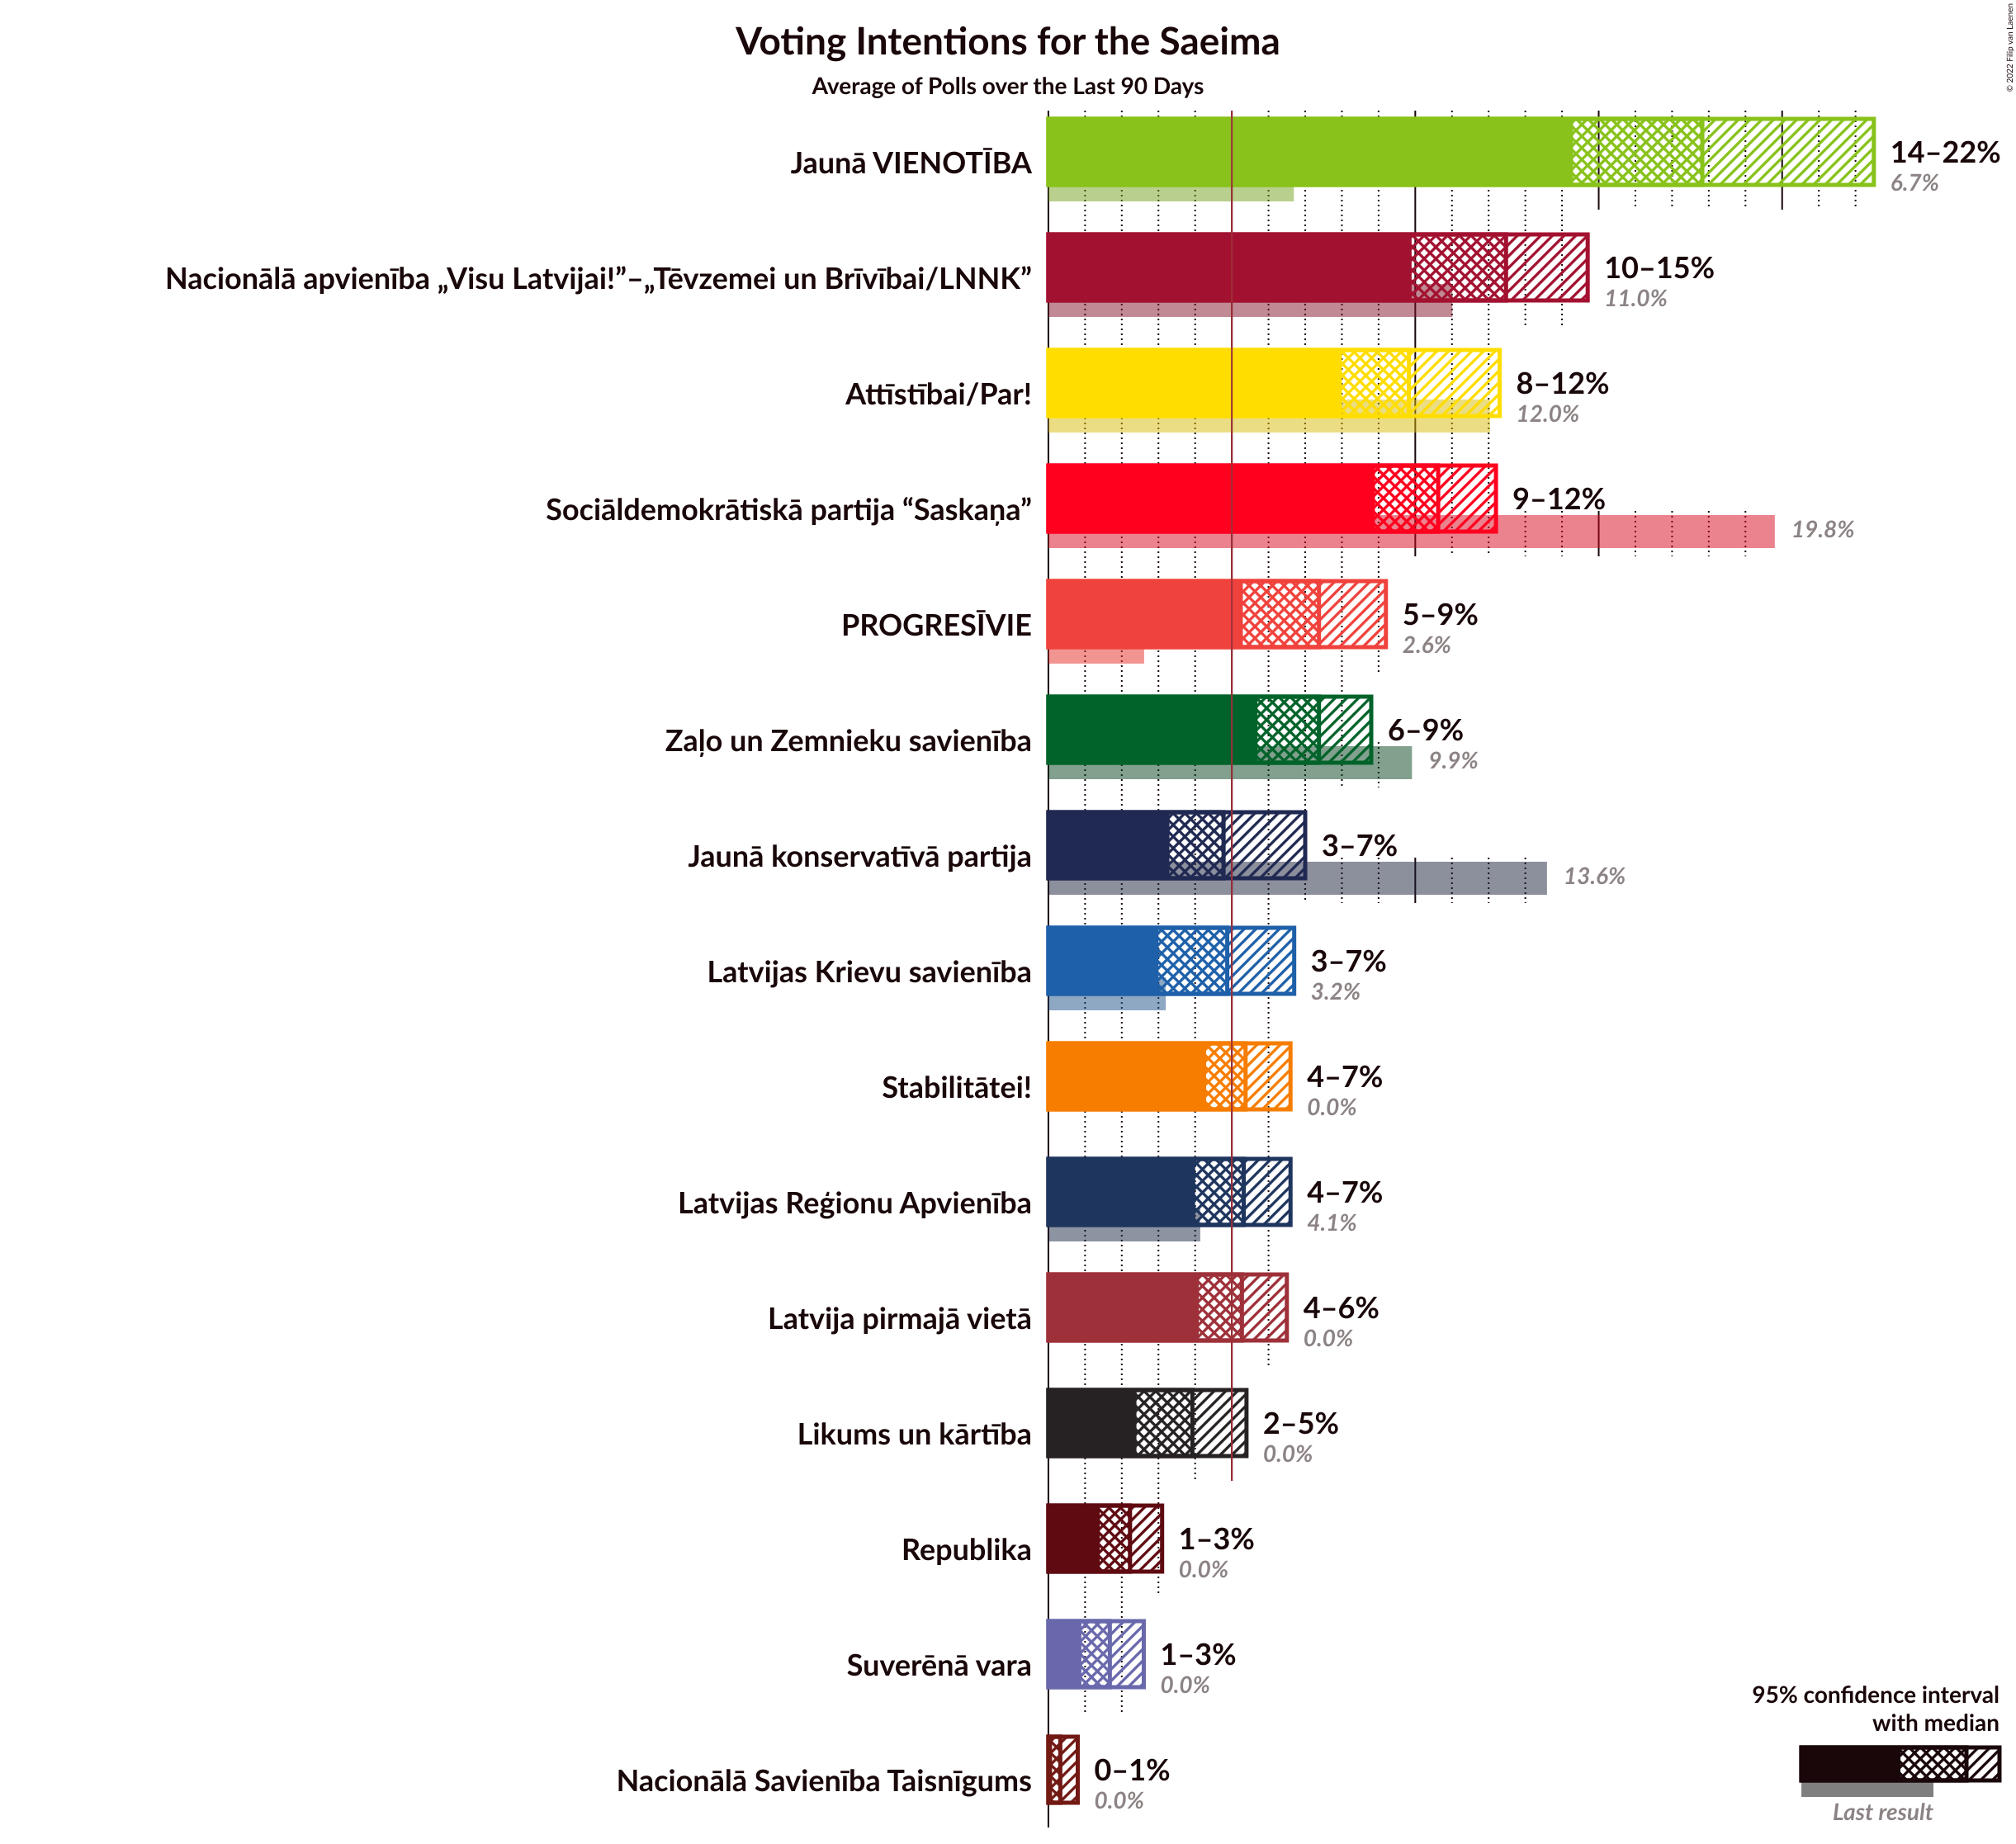 Voting Intentions for the Saeima
Average of Polls over the Last 90 Days
© 2022 Filip van Laenen
Jaunā VIENOTĪBA
14–22%
6.7%
Nacionālā apvienība „Visu Latvijai!”–„Tēvzemei un Brīvībai/LNNK”
10–15%
11.0%
Attīstībai/Par!
8–12%
12.0%
Sociāldemokrātiskā partija “Saskaņa”
9–12%
19.8%
PROGRESĪVIE
5–9%
2.6%
Zaļo un Zemnieku savienība
6–9%
9.9%
Jaunā konservatīvā partija
3–7%
13.6%
Latvijas Krievu savienība
3–7%
3.2%
Stabilitātei!
4–7%
0.0%
Latvijas Reģionu Apvienība
4–7%
4.1%
Latvija pirmajā vietā
4–6%
0.0%
Likums un kārtība
2–5%
0.0%
Republika
1–3%
0.0%
Suverēnā vara
1–3%
0.0%
Nacionālā Savienība Taisnīgums
0–1%
0.0%
95% confidence interval
with median
Last result